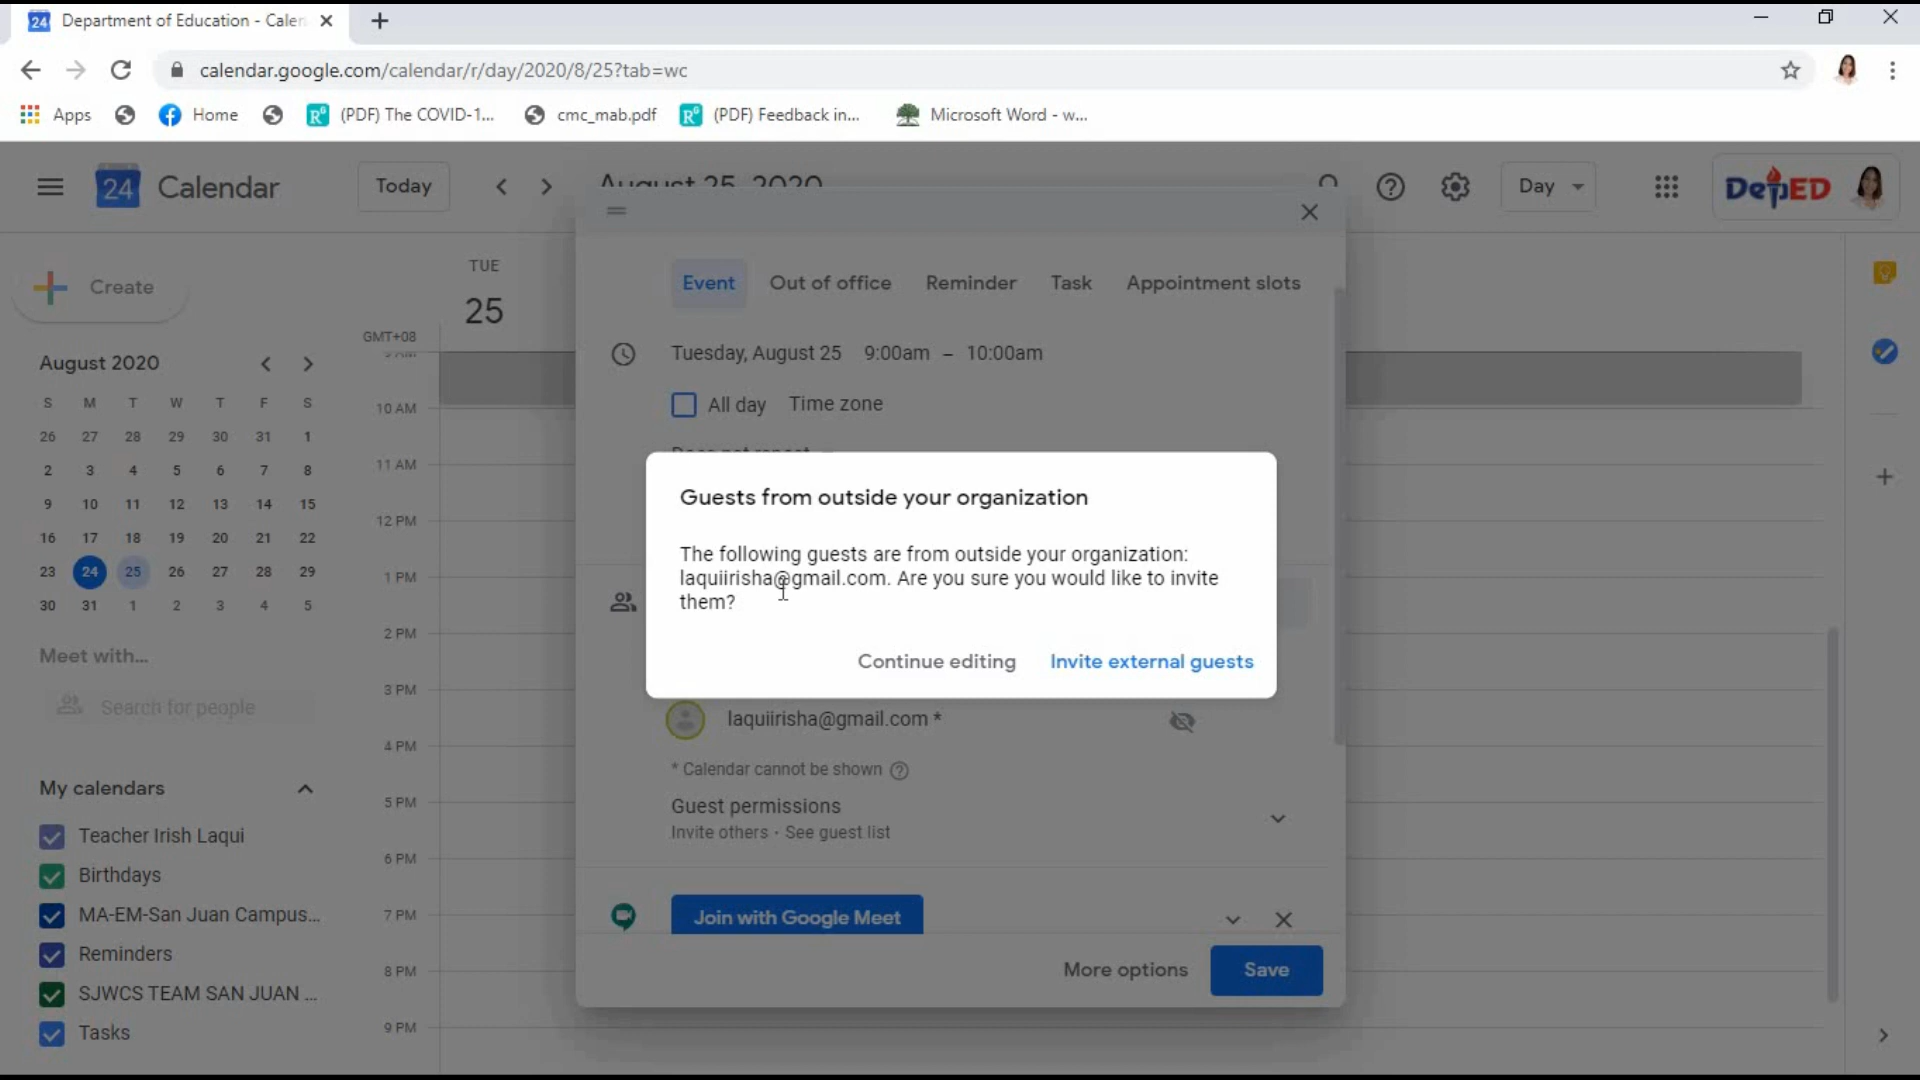 24 Department of Education - Calen
calendar.google.com/calendar/r/day/2020/8/25?tab=wc
Apps Home (PDF) The COVID-1... cmc_mab.pdf (PDF) Feedback in... Microsoft Word - w...
24 Calendar Today August 25, 2020 Day DepED
Create
TUE
25
GMT+08
August 2020
S M T W T F S
26 27 28 29 30 31 1
2 3 4 5 6 7 8
9 10 11 12 13 14 15
16 17 18 19 20 21 22
23 24 25 26 27 28 29
30 31 1 2 3 4 5
Meet with...
Search for people
My calendars
Teacher Irish Laqui
Birthdays
MA-EM-San Juan Campus...
Reminders
SJWCS TEAM SAN JUAN ...
Tasks
9 AM
10 AM
11 AM
12 PM
1 PM
2 PM
3 PM
4 PM
5 PM
6 PM
7 PM
8 PM
9 PM
Event Out of office Reminder Task Appointment slots
Tuesday, August 25 9:00am – 10:00am
All day Time zone
Does not repeat
Guests from outside your organization
The following guests are from outside your organization:
laquiirisha@gmail.com. Are you sure you would like to invite
them?
Continue editing Invite external guests
laquiirisha@gmail.com *
* Calendar cannot be shown
Guest permissions
Invite others · See guest list
Join with Google Meet
More options Save